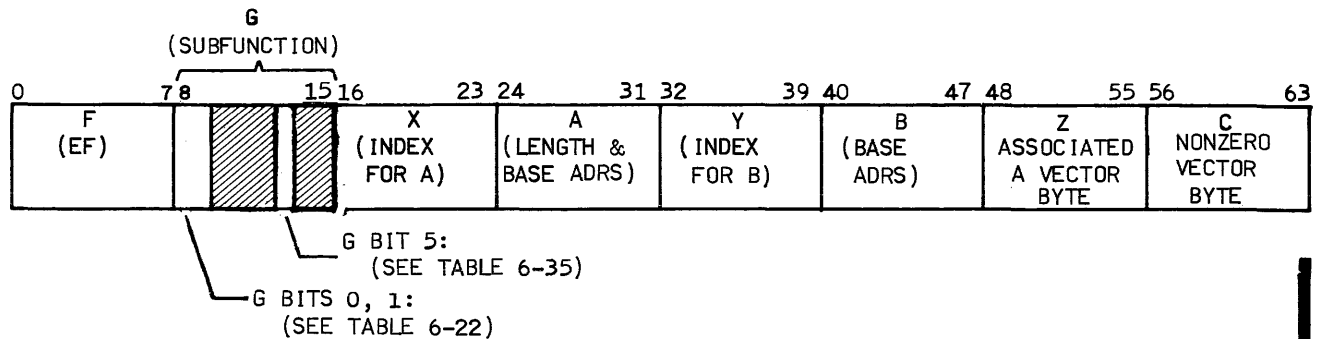 G
(SUBFUNCTION)
0 7 8 15 16 23 24 31 32 39 40 47 48 55 56 63
F
(EF)
X
(INDEX
FOR A)
A
(LENGTH &
BASE ADRS)
Y
(INDEX
FOR B)
B
(BASE
ADRS)
Z
ASSOCIATED
A VECTOR
BYTE
C
NONZERO
VECTOR
BYTE
G BIT 5:
(SEE TABLE 6-35)
G BITS 0, 1:
(SEE TABLE 6-22)